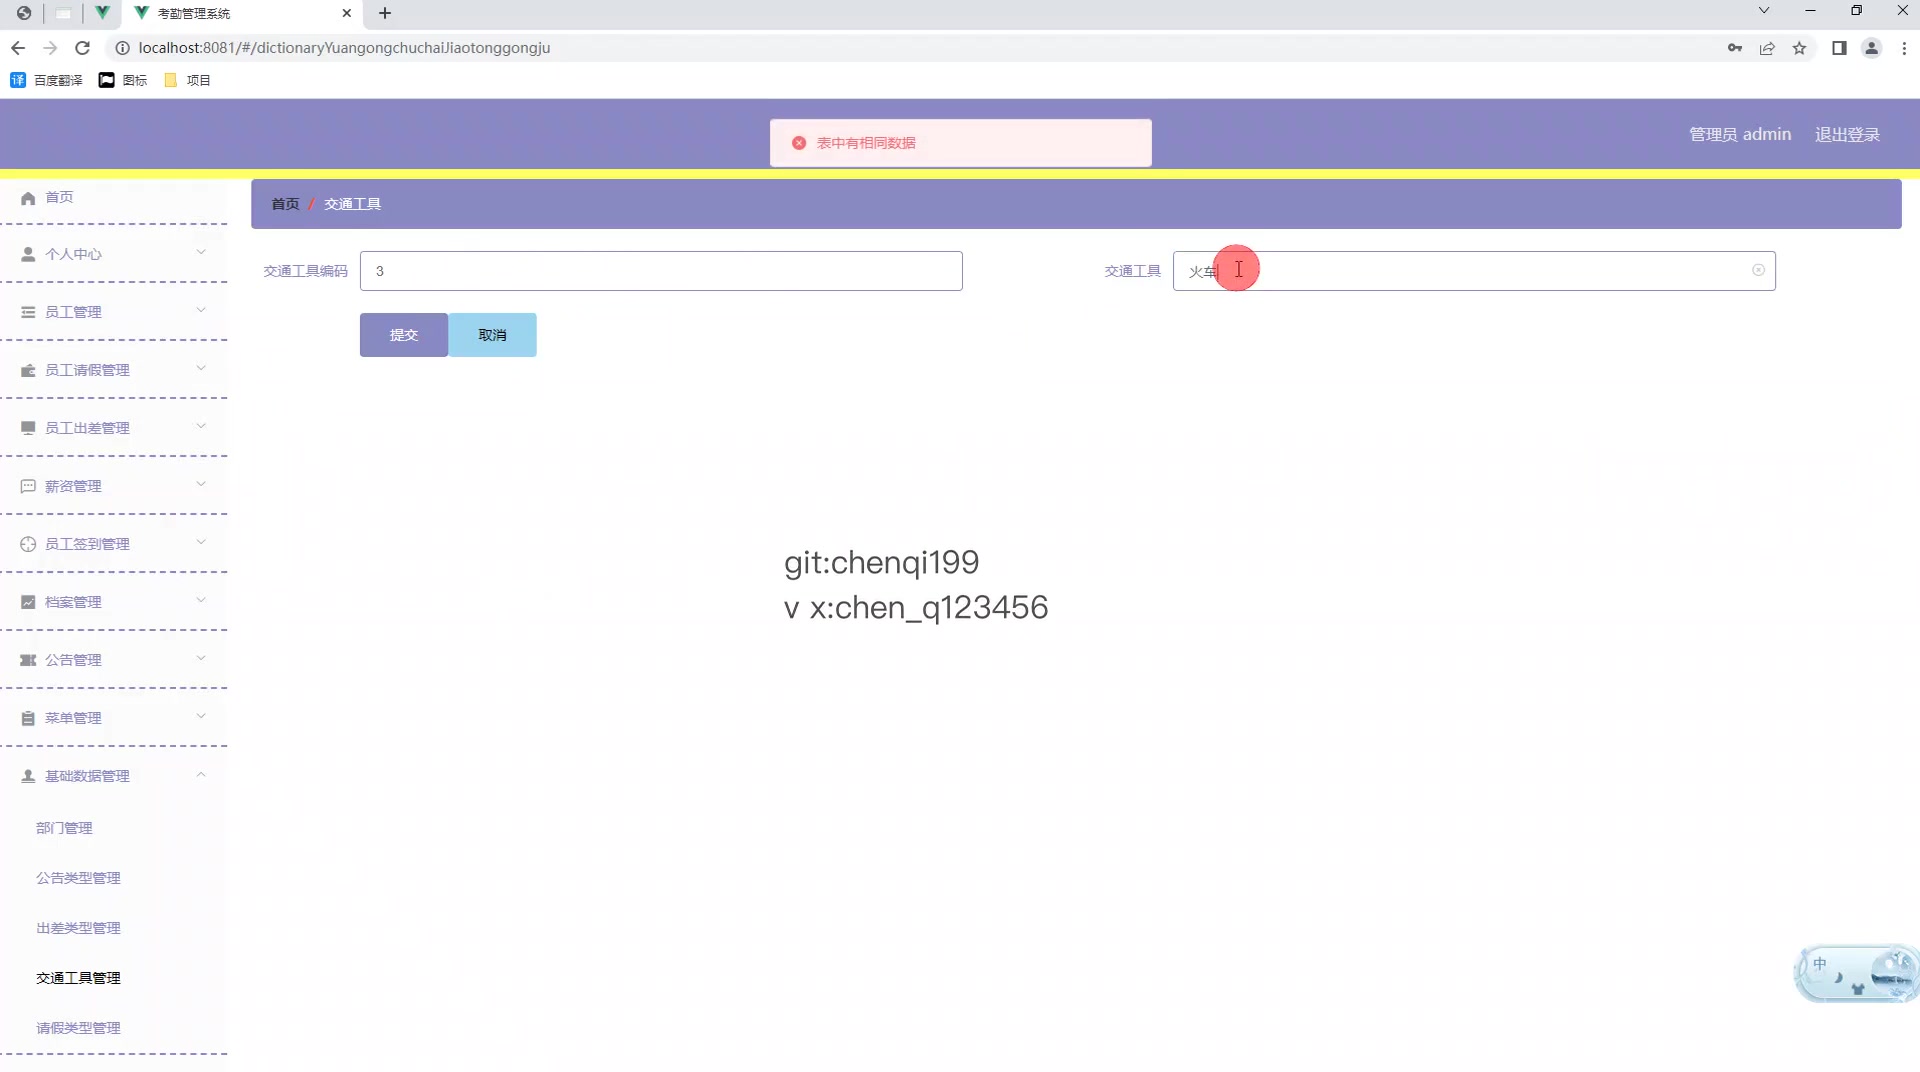 考勤管理系统
localhost:8081/#/dictionaryYuangongchuchaiJiaotonggongju
译 百度翻译 图标 项目
表中有相同数据
管理员 admin 退出登录
首页
首页 / 交通工具
个人中心
交通工具编码 3 交通工具 火车
员工管理
提交 取消
员工请假管理
员工出差管理
薪资管理
员工签到管理
git:chenqi199
v x:chen_q123456
档案管理
公告管理
菜单管理
基础数据管理
部门管理
公告类型管理
出差类型管理
交通工具管理
中
请假类型管理